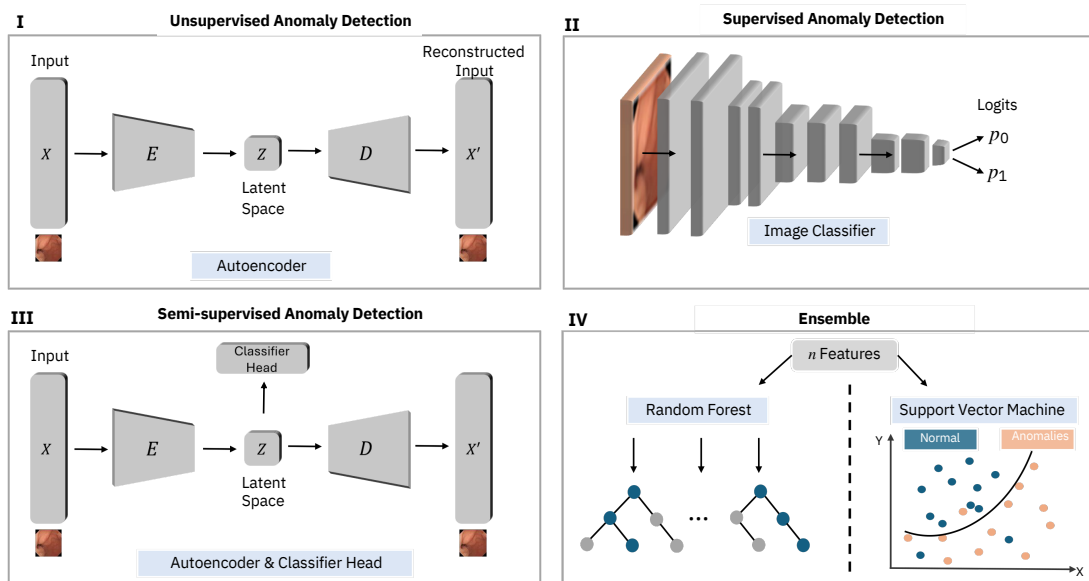 I
Unsupervised Anomaly Detection
Input
Reconstructed
Input
X
E
Z
D
X′
Latent
Space
Autoencoder
II
Supervised Anomaly Detection
Logits
p0
p1
Image Classifier
III
Semi-supervised Anomaly Detection
Input
Classifier
Head
X
E
Z
D
X′
Latent
Space
Autoencoder & Classifier Head
IV
Ensemble
n Features
Random Forest
...
Support Vector Machine
Y
Normal
Anomalies
X